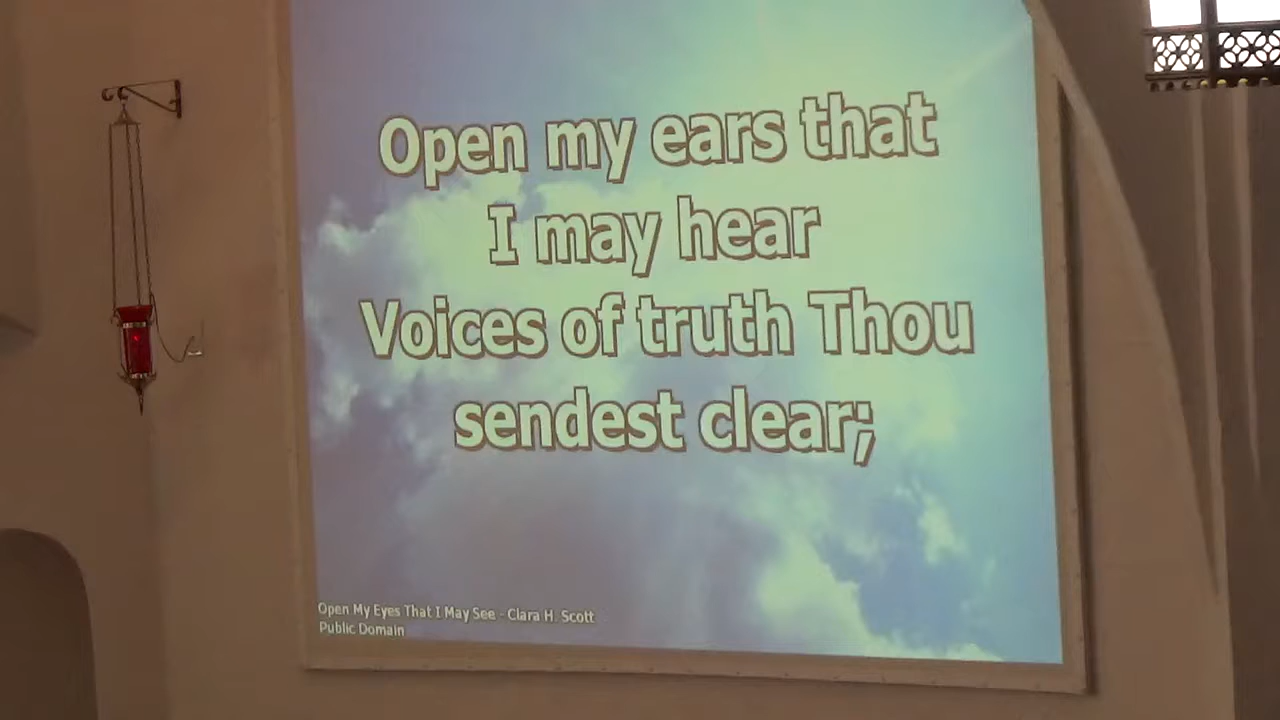 Open my ears that
I may hear
Voices of truth Thou
sendest clear;
Open My Eyes That I May See - Clara H. Scott
Public Domain